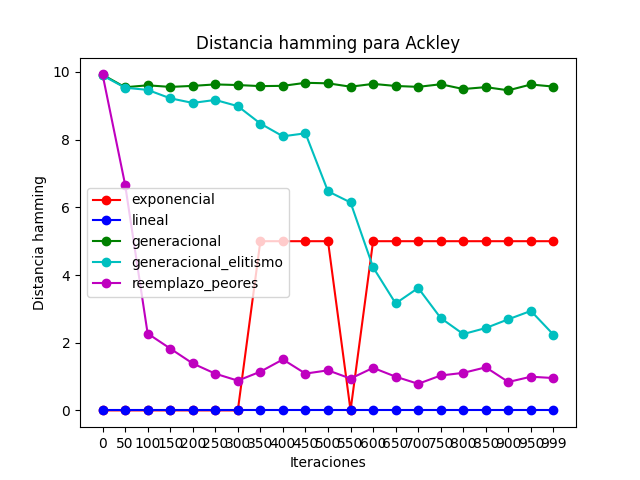 Distancia hamming para Ackley
10
8
6
4
2
0
Distancia hamming
exponencial
lineal
generacional
generacional_elitismo
reemplazo_peores
0 50 100 150 200 250 300 350 400 450 500 550 600 650 700 750 800 850 900 950 999
Iteraciones